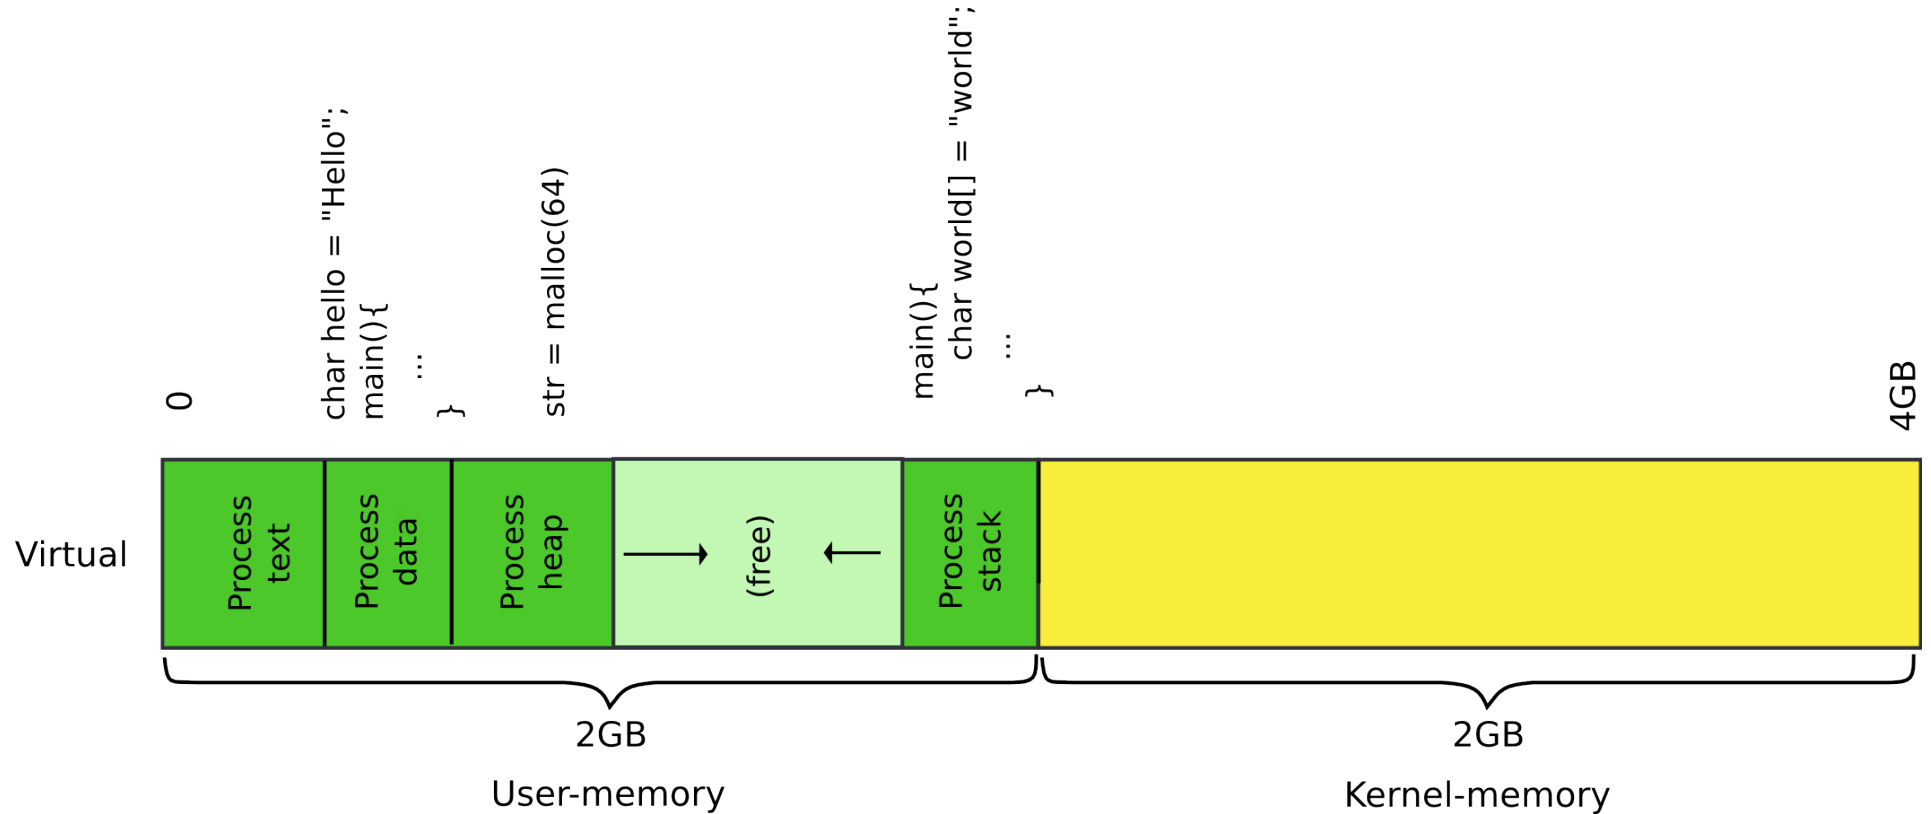 0
char hello = "Hello";
main(){
...
}
str = malloc(64)
main(){
char world[] = "world";
...
}
4GB
Virtual
Process
text
Process
data
Process
heap
(free)
Process
stack
2GB
2GB
User-memory
Kernel-memory